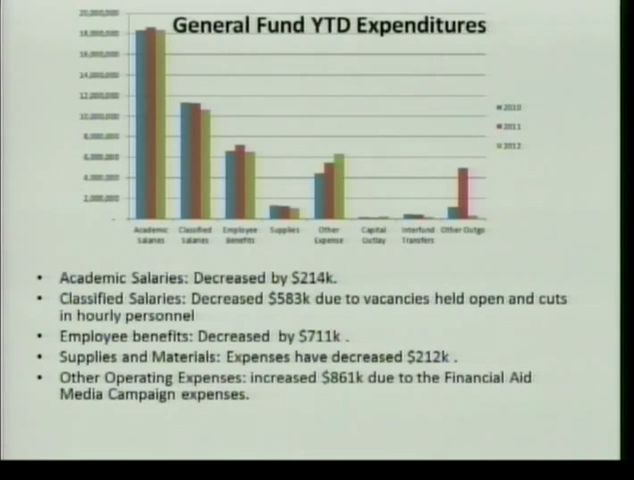 20,000,000
General Fund YTD Expenditures
18,000,000
16,000,000
14,000,000
12,000,000
10,000,000
8,000,000
6,000,000
4,000,000
2,000,000
-
2010
2011
2012
Academic Salaries
Classified Salaries
Employee Benefits
Supplies
Other Expense
Capital Outlay
Interfund Transfers
Other Outgo
• Academic Salaries: Decreased by $214k.
• Classified Salaries: Decreased $583k due to vacancies held open and cuts
in hourly personnel
• Employee benefits: Decreased by $711k .
• Supplies and Materials: Expenses have decreased $212k .
• Other Operating Expenses: increased $861k due to the Financial Aid
Media Campaign expenses.